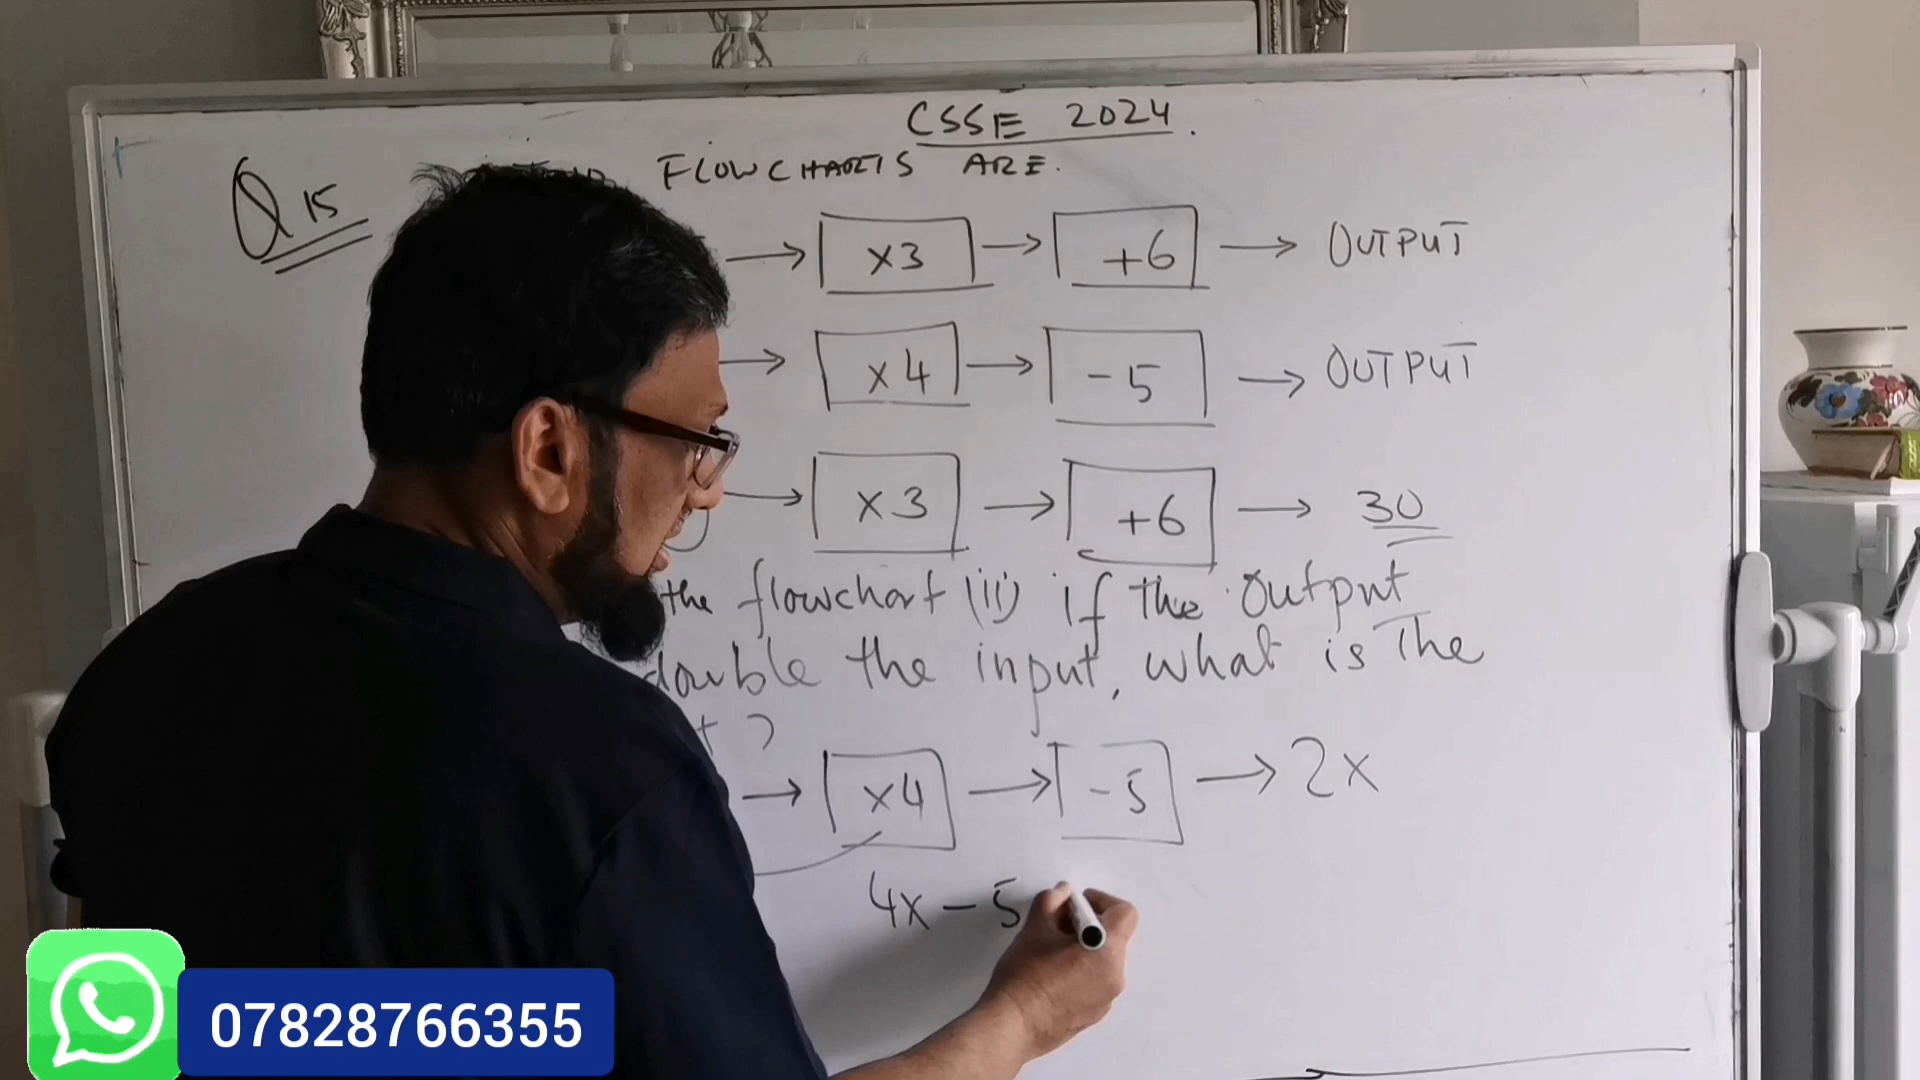 CSSE 2024.
Q15 FLOWCHARTS ARE.
→ x3 → +6 → OUTPUT
→ x4 → -5 → OUTPUT
→ x3 → +6 → 30
the flowchart (ii) if the output
double the input, what is the
?
→ x4 → -5 → 2x
4x - 5
07828766355